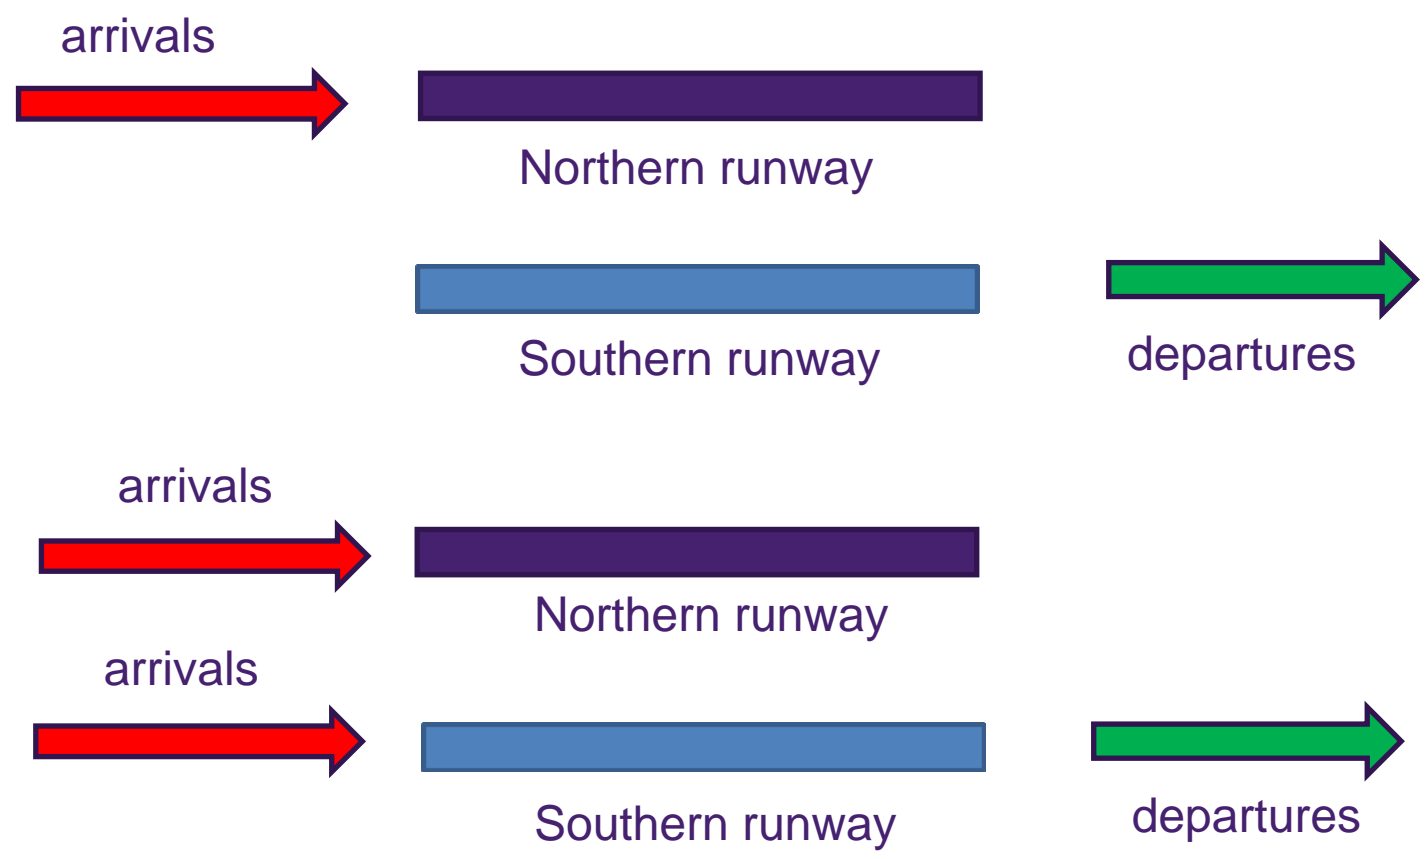 arrivals
Northern runway
Southern runway
departures
arrivals
Northern runway
arrivals
Southern runway
departures